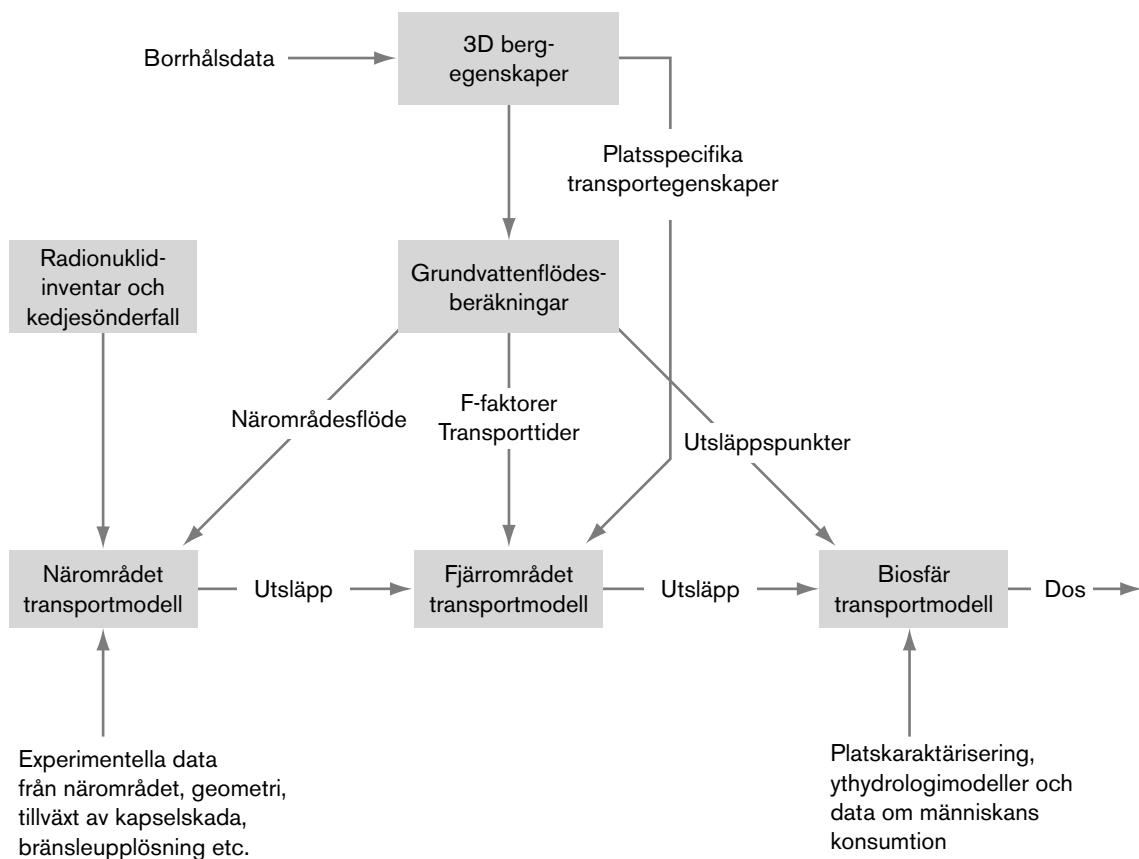 Borrhålsdata
3D berg-
egenskaper
Platsspecifika
transportegenskaper
Radionuklid-
inventar och
kedjesönderfall
Grundvattenflödes-
beräkningar
Närområdesflöde
F-faktorer
Transporttider
Utsläppspunkter
Närområdet
transportmodell
Utsläpp
Fjärrområdet
transportmodell
Utsläpp
Biosfär
transportmodell
Dos
Experimentella data
från närområdet, geometri,
tillväxt av kapselskada,
bränsleupplösning etc.
Platskaraktärisering,
ythydrologimodeller och
data om människans
konsumtion